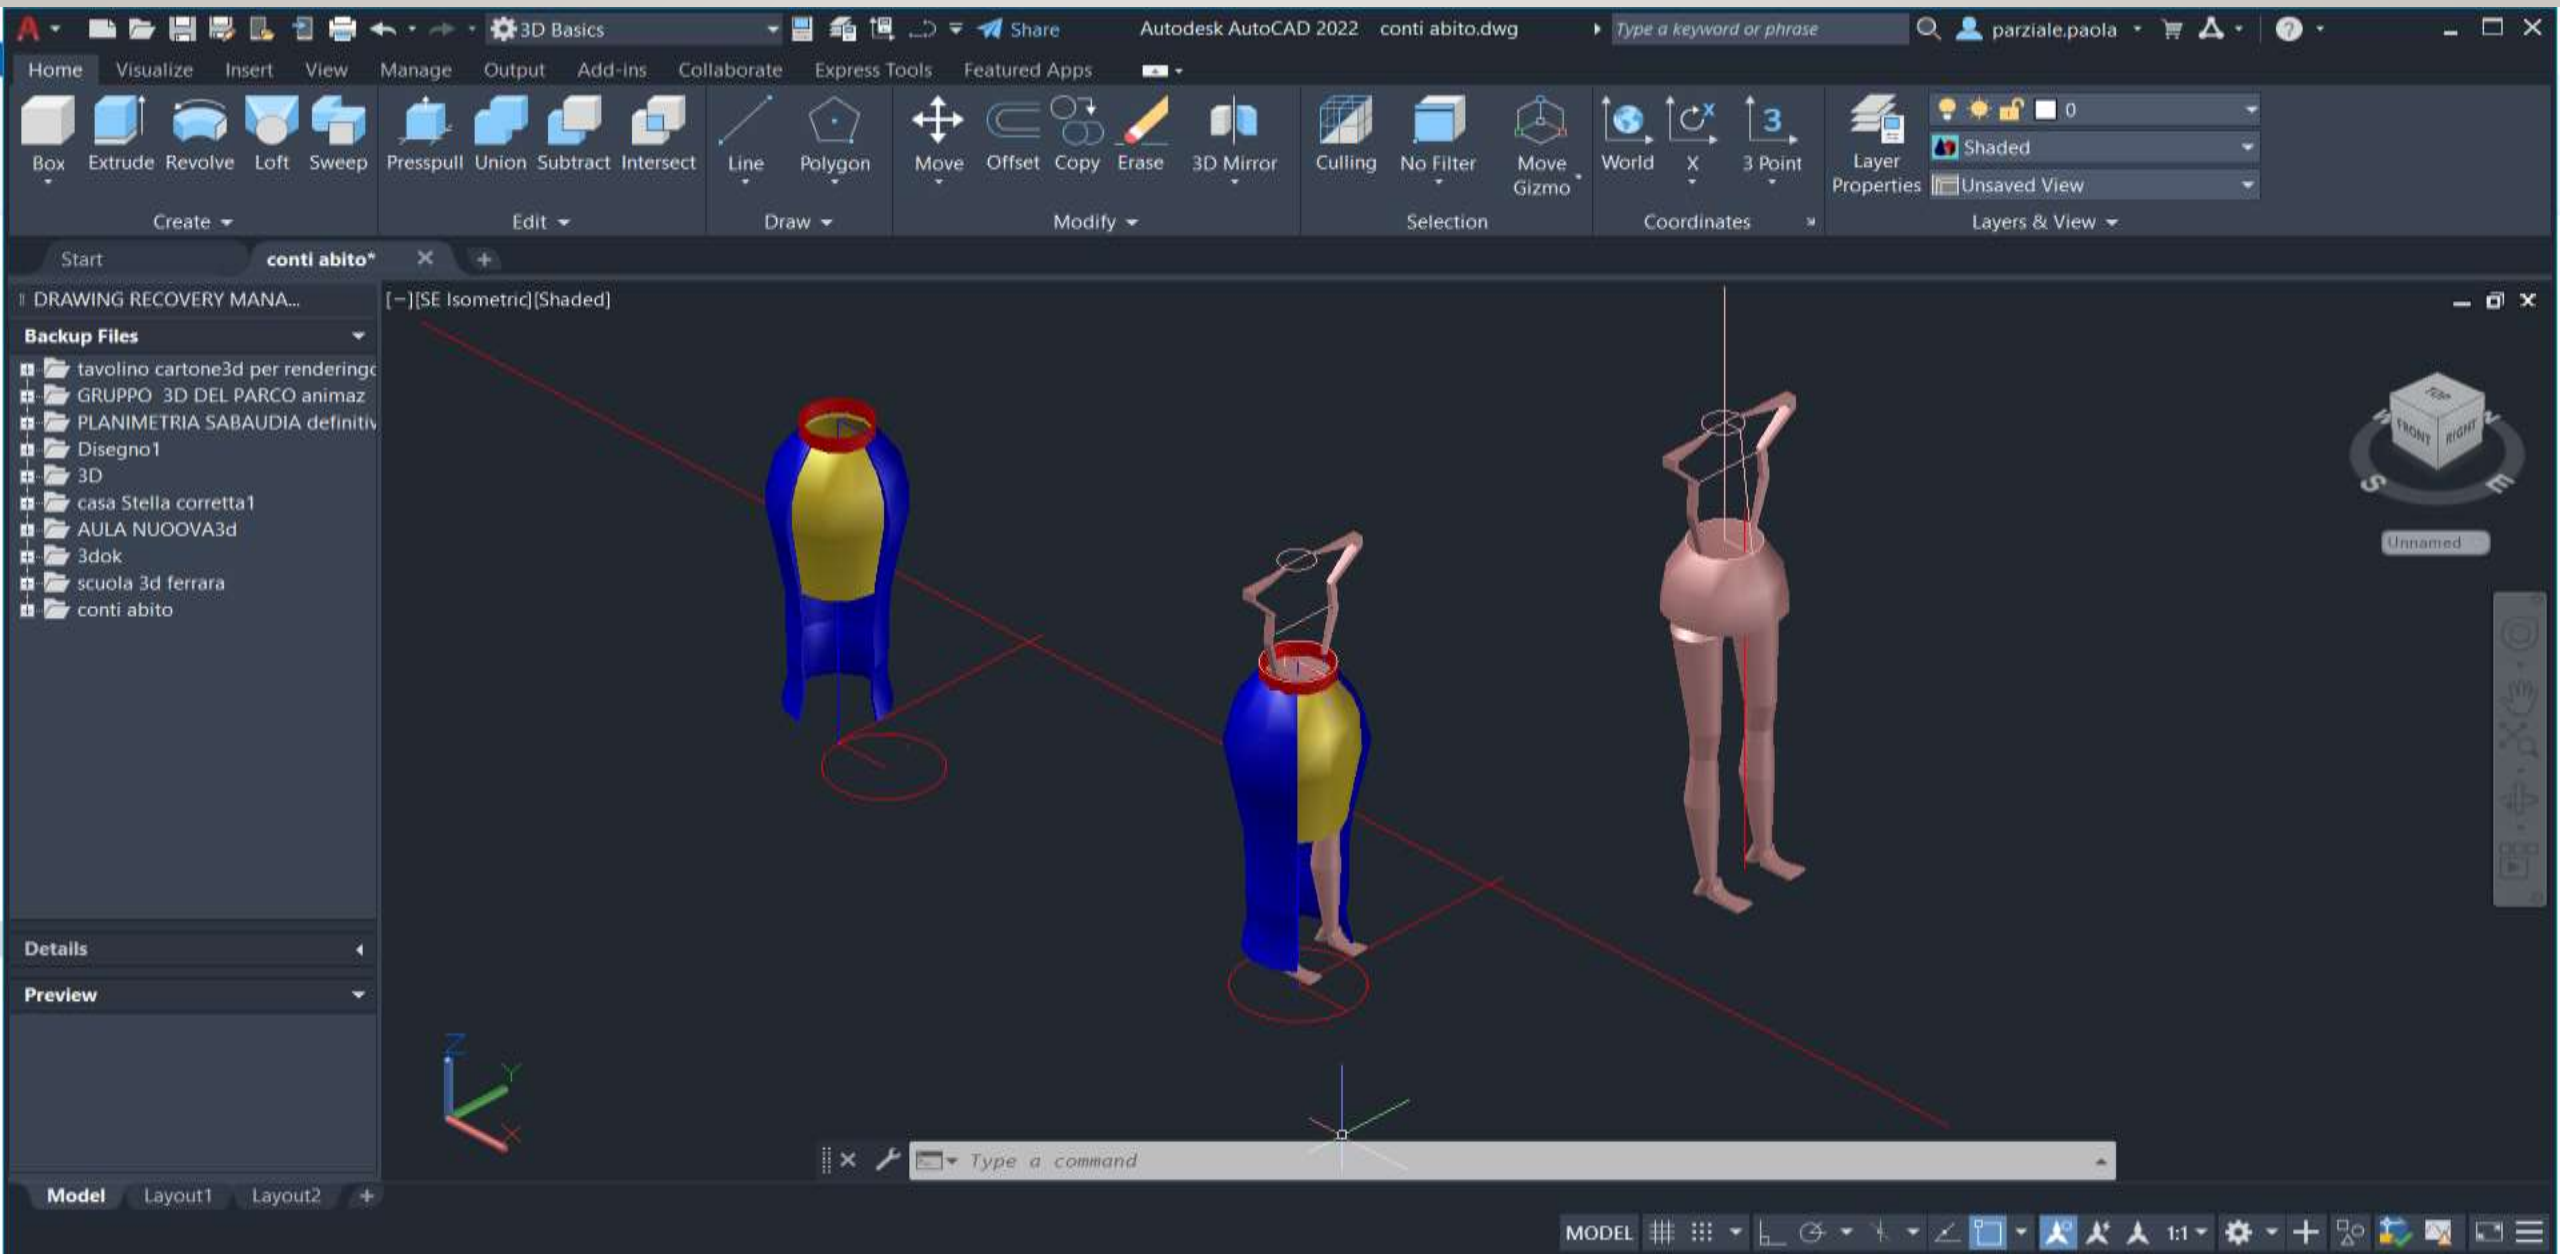 A 3D Basics Share Autodesk AutoCAD 2022 conti abito.dwg Type a keyword or phrase parziale.paola
Home Visualize Insert View Manage Output Add-ins Collaborate Express Tools Featured Apps
0
Box Extrude Revolve Loft Sweep Presspull Union Subtract Intersect Line Polygon Move Offset Copy Erase 3D Mirror Culling No Filter Move Gizmo World X 3 Point Layer Properties
Shaded
Unsaved View
Create Edit Draw Modify Selection Coordinates Layers & View
Start conti abito*
DRAWING RECOVERY MANA... [−][SE Isometric][Shaded]
Backup Files
tavolino cartone3d per rendering
GRUPPO 3D DEL PARCO animaz
PLANIMETRIA SABAUDIA definitiv
Disegno1
3D
casa Stella corretta1
AULA NUOOVA3d
3dok
scuola 3d ferrara
conti abito
TOP
FRONT RIGHT
S E
Unnamed
Details
Preview
Z
Y
X
Type a command
Model Layout1 Layout2
MODEL 1:1